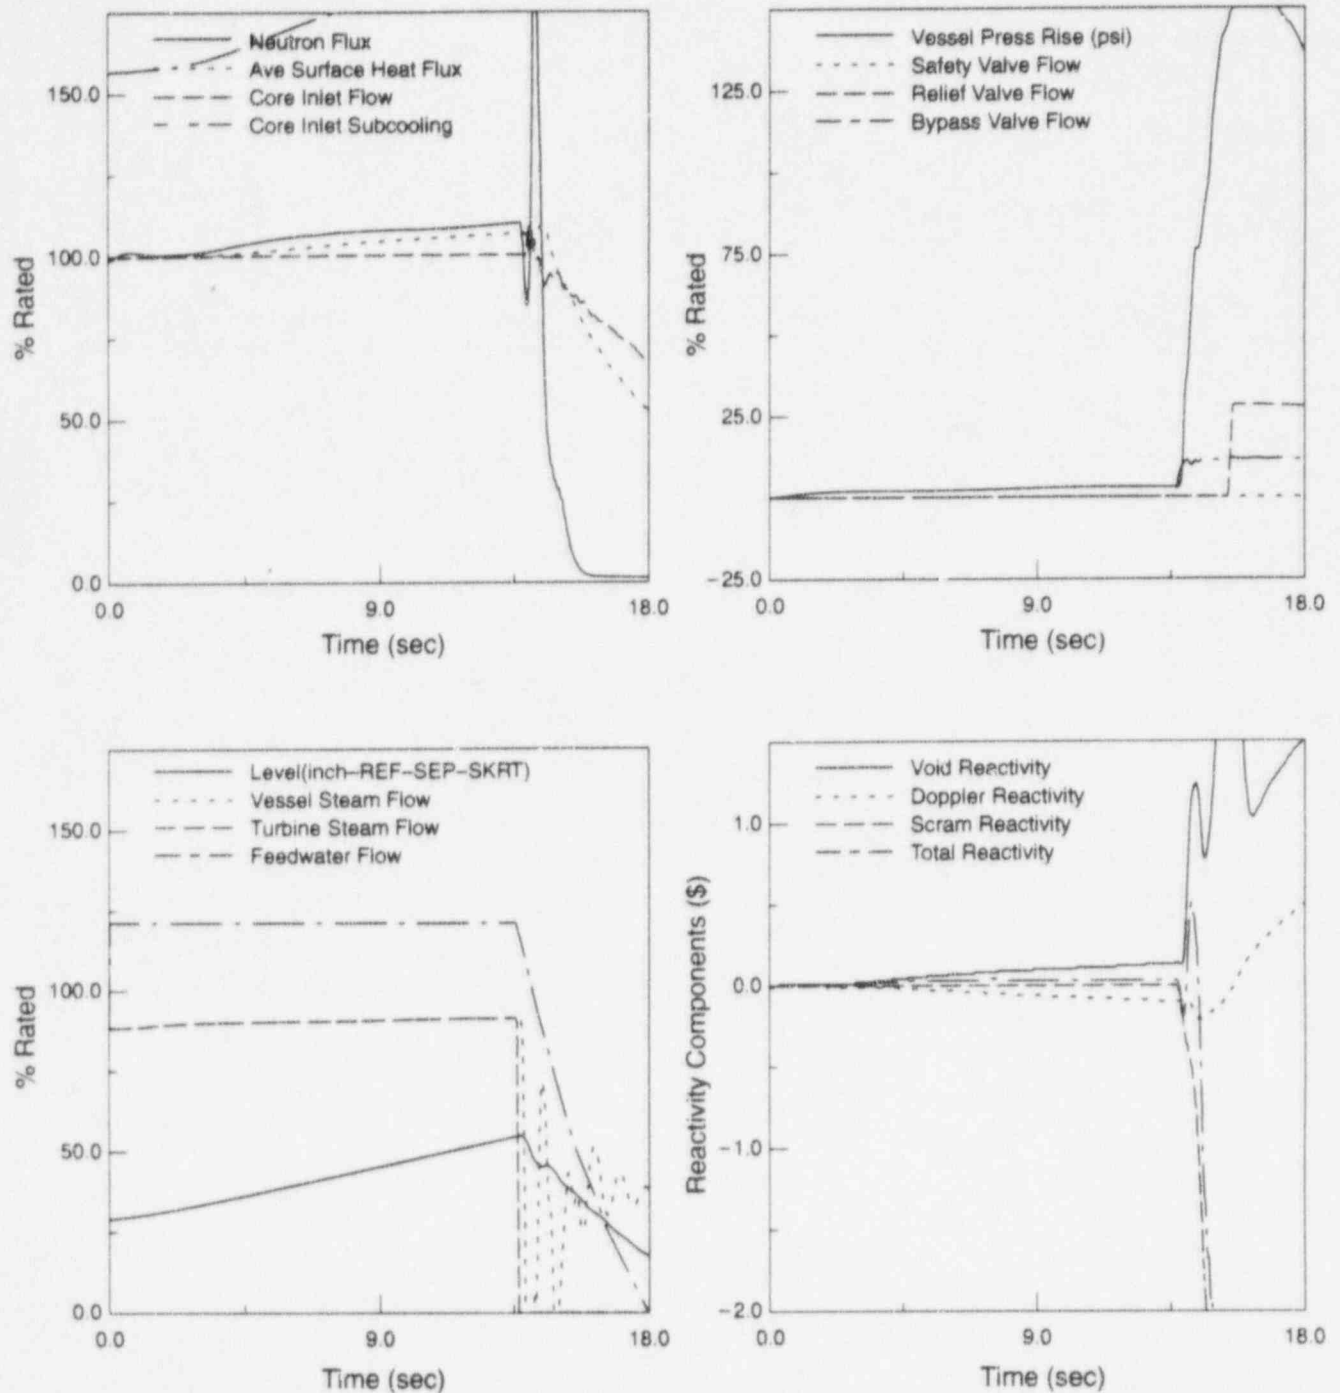 Neutron Flux
Ave Surface Heat Flux
Core Inlet Flow
Core Inlet Subcooling
% Rated
150.0
100.0
50.0
0.0
0.0
9.0
18.0
Time (sec)
Vessel Press Rise (psi)
Safety Valve Flow
Relief Valve Flow
Bypass Valve Flow
% Rated
125.0
75.0
25.0
−25.0
0.0
9.0
18.0
Time (sec)
Level(inch–REF–SEP–SKRT)
Vessel Steam Flow
Turbine Steam Flow
Feedwater Flow
% Rated
150.0
100.0
50.0
0.0
0.0
9.0
18.0
Time (sec)
Void Reactivity
Doppler Reactivity
Scram Reactivity
Total Reactivity
Reactivity Components ($)
1.0
0.0
−1.0
−2.0
0.0
9.0
18.0
Time (sec)